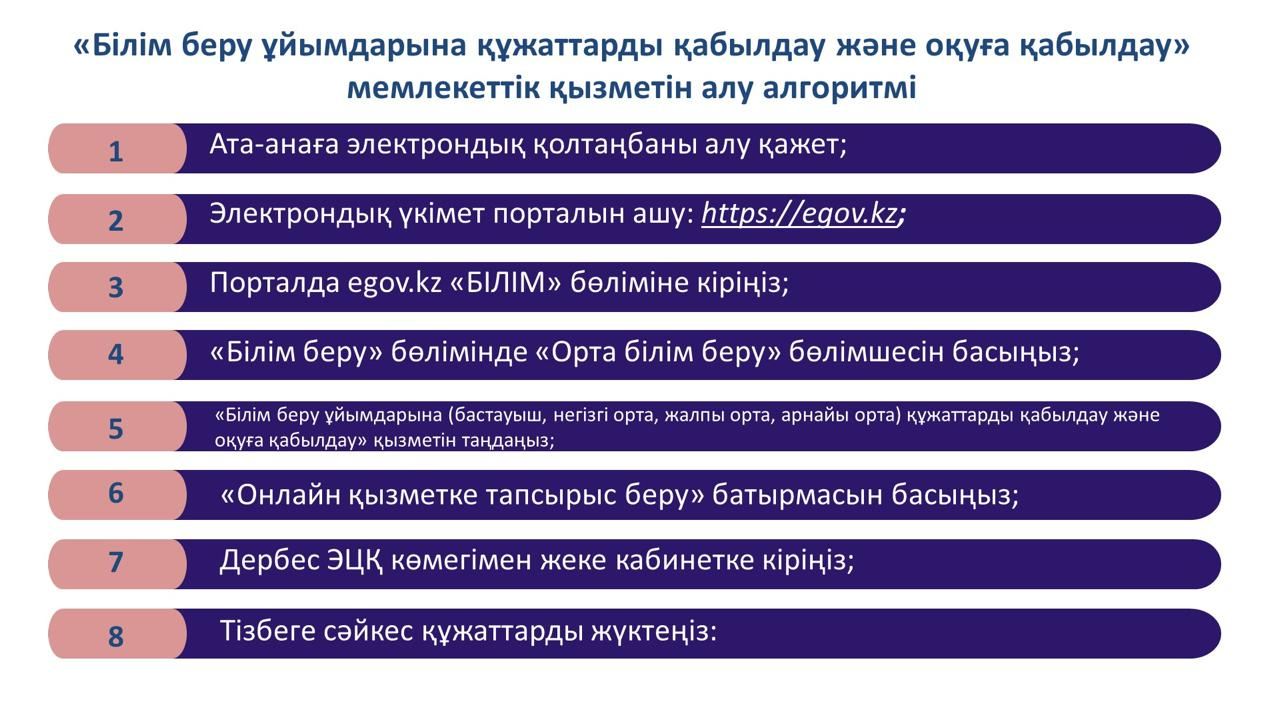 «Білім беру ұйымдарына құжаттарды қабылдау және оқуға қабылдау»
мемлекеттік қызметін алу алгоритмі
1
Ата-анаға электрондық қолтаңбаны алу қажет;
2
Электрондық үкімет порталын ашу: https://egov.kz;
3
Порталда egov.kz «БІЛІМ» бөліміне кіріңіз;
4
«Білім беру» бөлімінде «Орта білім беру» бөлімшесін басыңыз;
5
«Білім беру ұйымдарына (бастауыш, негізгі орта, жалпы орта, арнайы орта) құжаттарды қабылдау және
оқуға қабылдау» қызметін таңдаңыз;
6
«Онлайн қызметке тапсырыс беру» батырмасын басыңыз;
7
Дербес ЭЦҚ көмегімен жеке кабинетке кіріңіз;
8
Тізбеге сәйкес құжаттарды жүктеңіз: